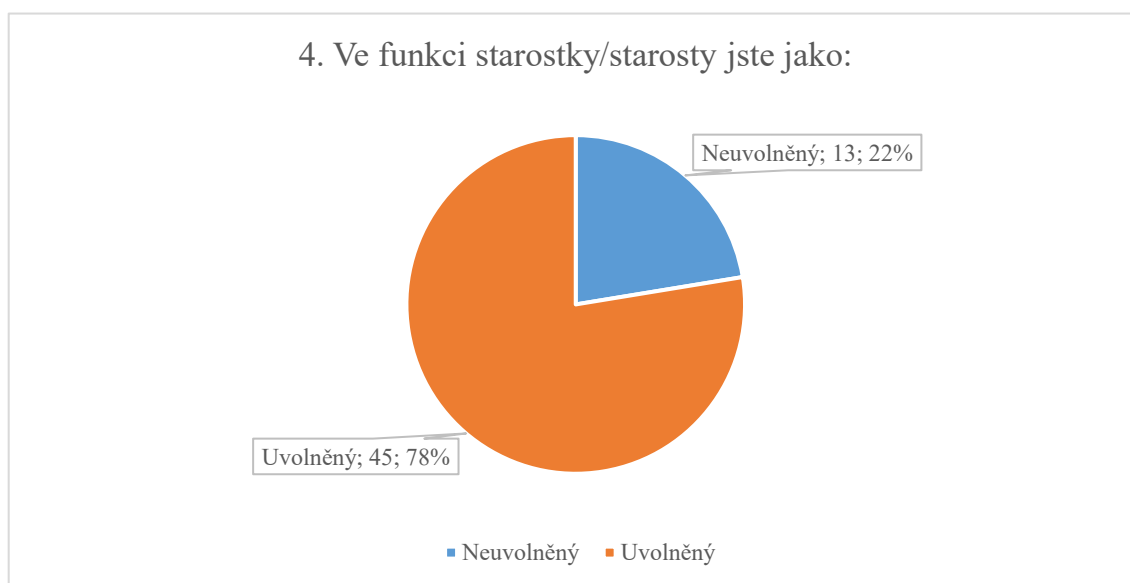 4. Ve funkci starostky/starosty jste jako:
Neuvolněný; 13; 22%
Uvolněný; 45; 78%
Neuvolněný
Uvolněný